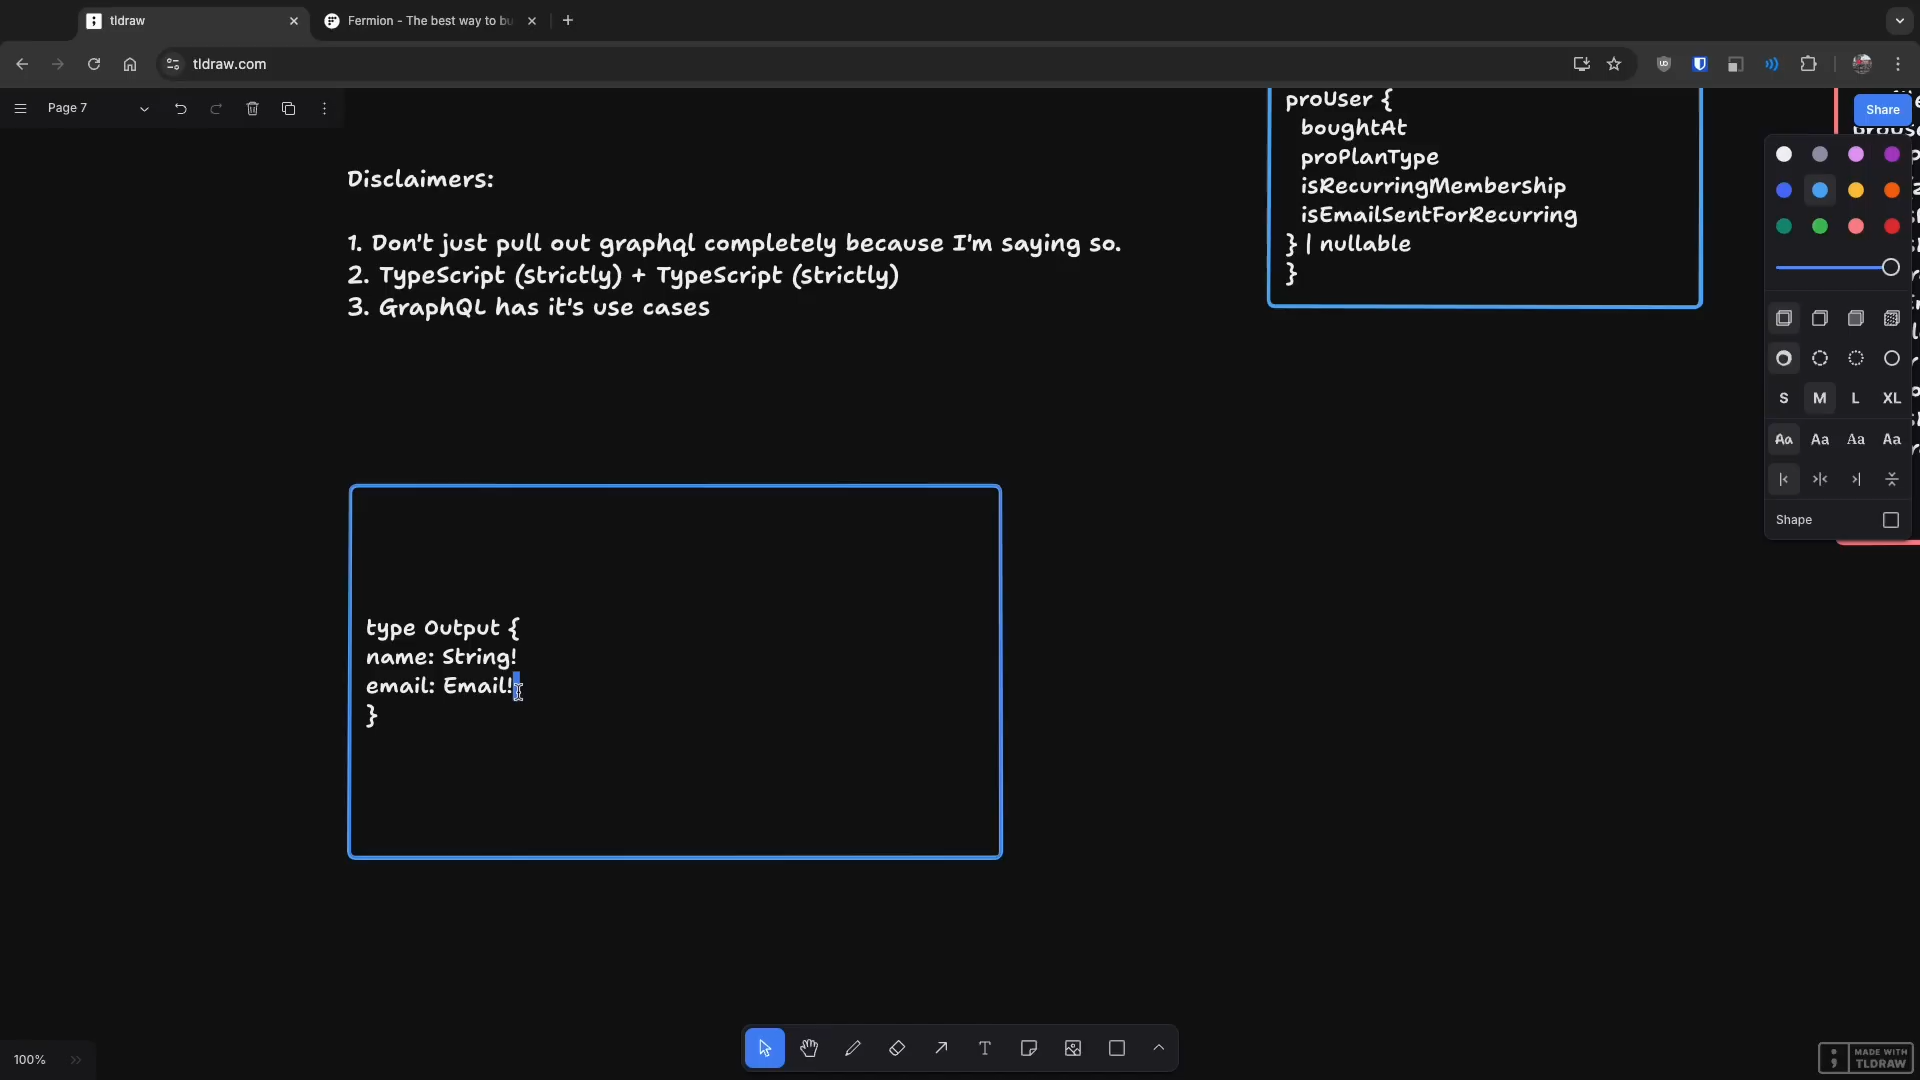 tldraw
Fermion - The best way to bu
tldraw.com
Page 7
Share
Disclaimers:
1. Don't just pull out graphql completely because I'm saying so.
2. TypeScript (strictly) + TypeScript (strictly)
3. GraphQL has it's use cases
proUser {
boughtAt
proPlanType
isRecurringMembership
isEmailSentForRecurring
} | nullable
}
type Output {
name: String!
email: Email!
}
S M L XL
Aa Aa Aa Aa
Shape
100%
MADE WITH
TLDRAW